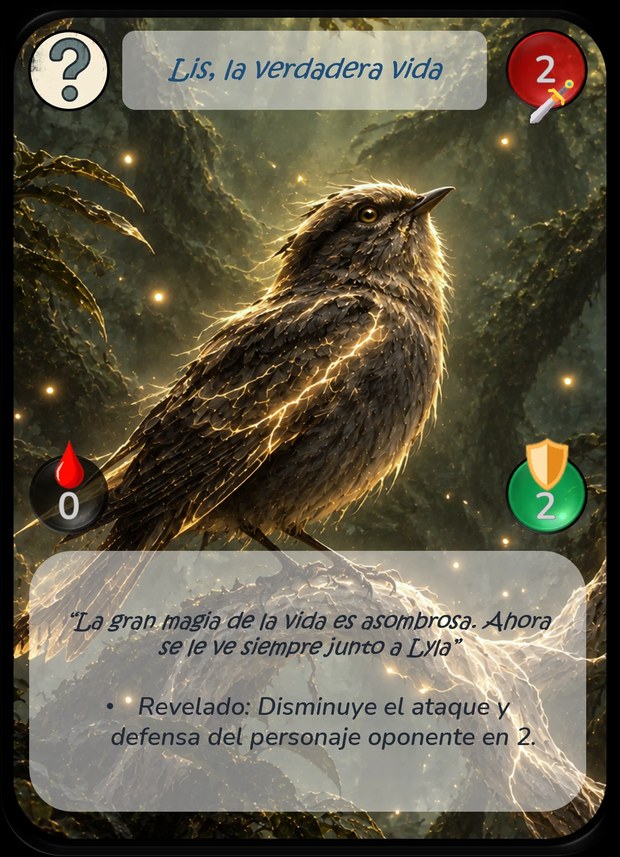 ?
Lis, la verdadera vida
2
0
2
“La gran magia de la vida es asombrosa. Ahora
se le ve siempre junto a Lyla”
• Revelado: Disminuye el ataque y
defensa del personaje oponente en 2.